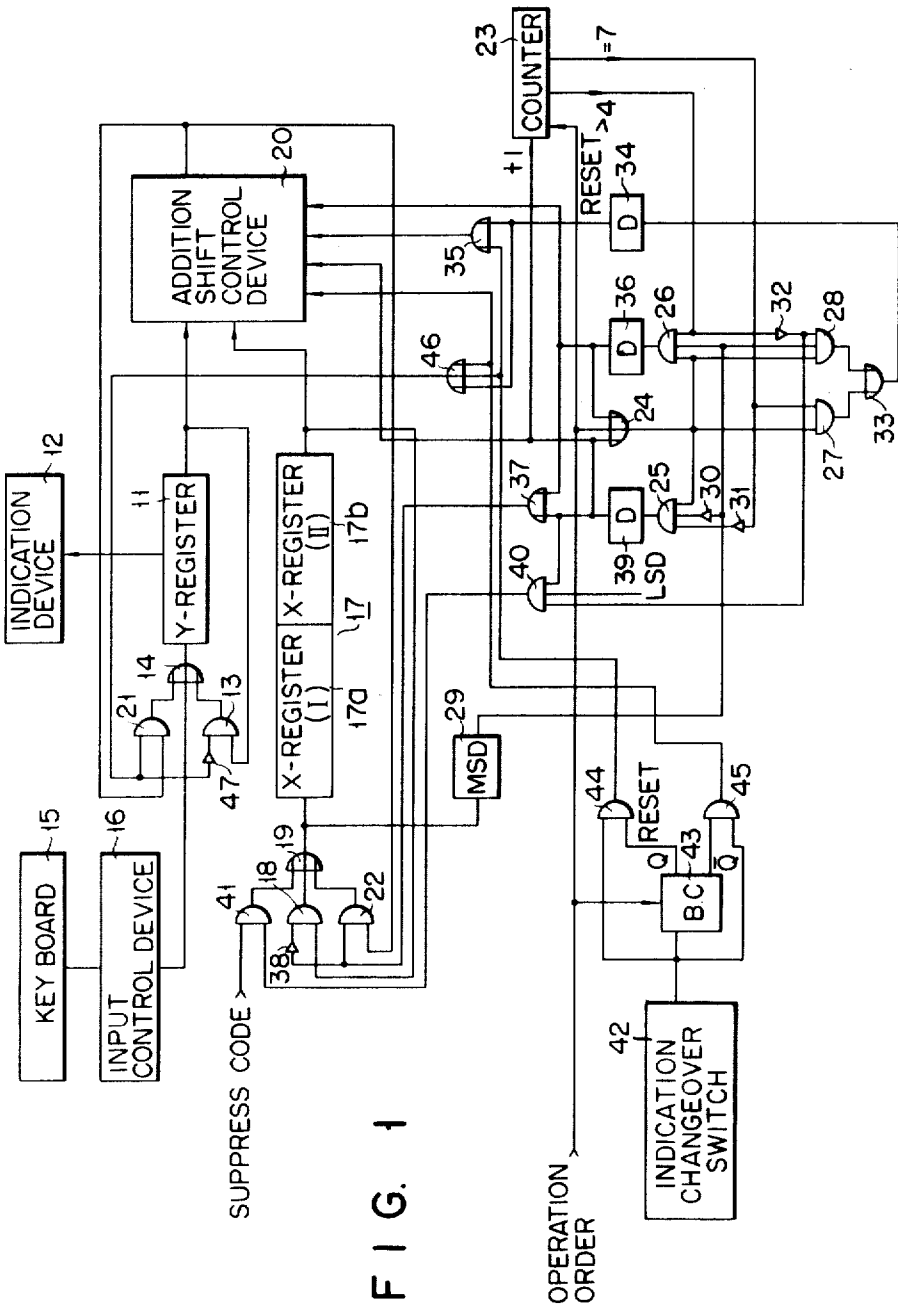 FIG. 1
KEY BOARD
15
INPUT
CONTROL DEVICE
16
INDICATION
DEVICE
12
Y-REGISTER
11
14
21
13
47
ADDITION
SHIFT
CONTROL
DEVICE
20
SUPPRESS CODE
41
18
38
22
19
X-REGISTER
(I)
X-REGISTER
(II)
17a
17
17b
MSD
29
46
35
COUNTER
23
+1
RESET
>4
=7
40
37
24
D
39
LSD
D
36
D
34
25
30
31
26
32
27
28
33
OPERATION
ORDER
INDICATION
CHANGEOVER
SWITCH
42
B.C
43
Q
Q̅
RESET
44
45